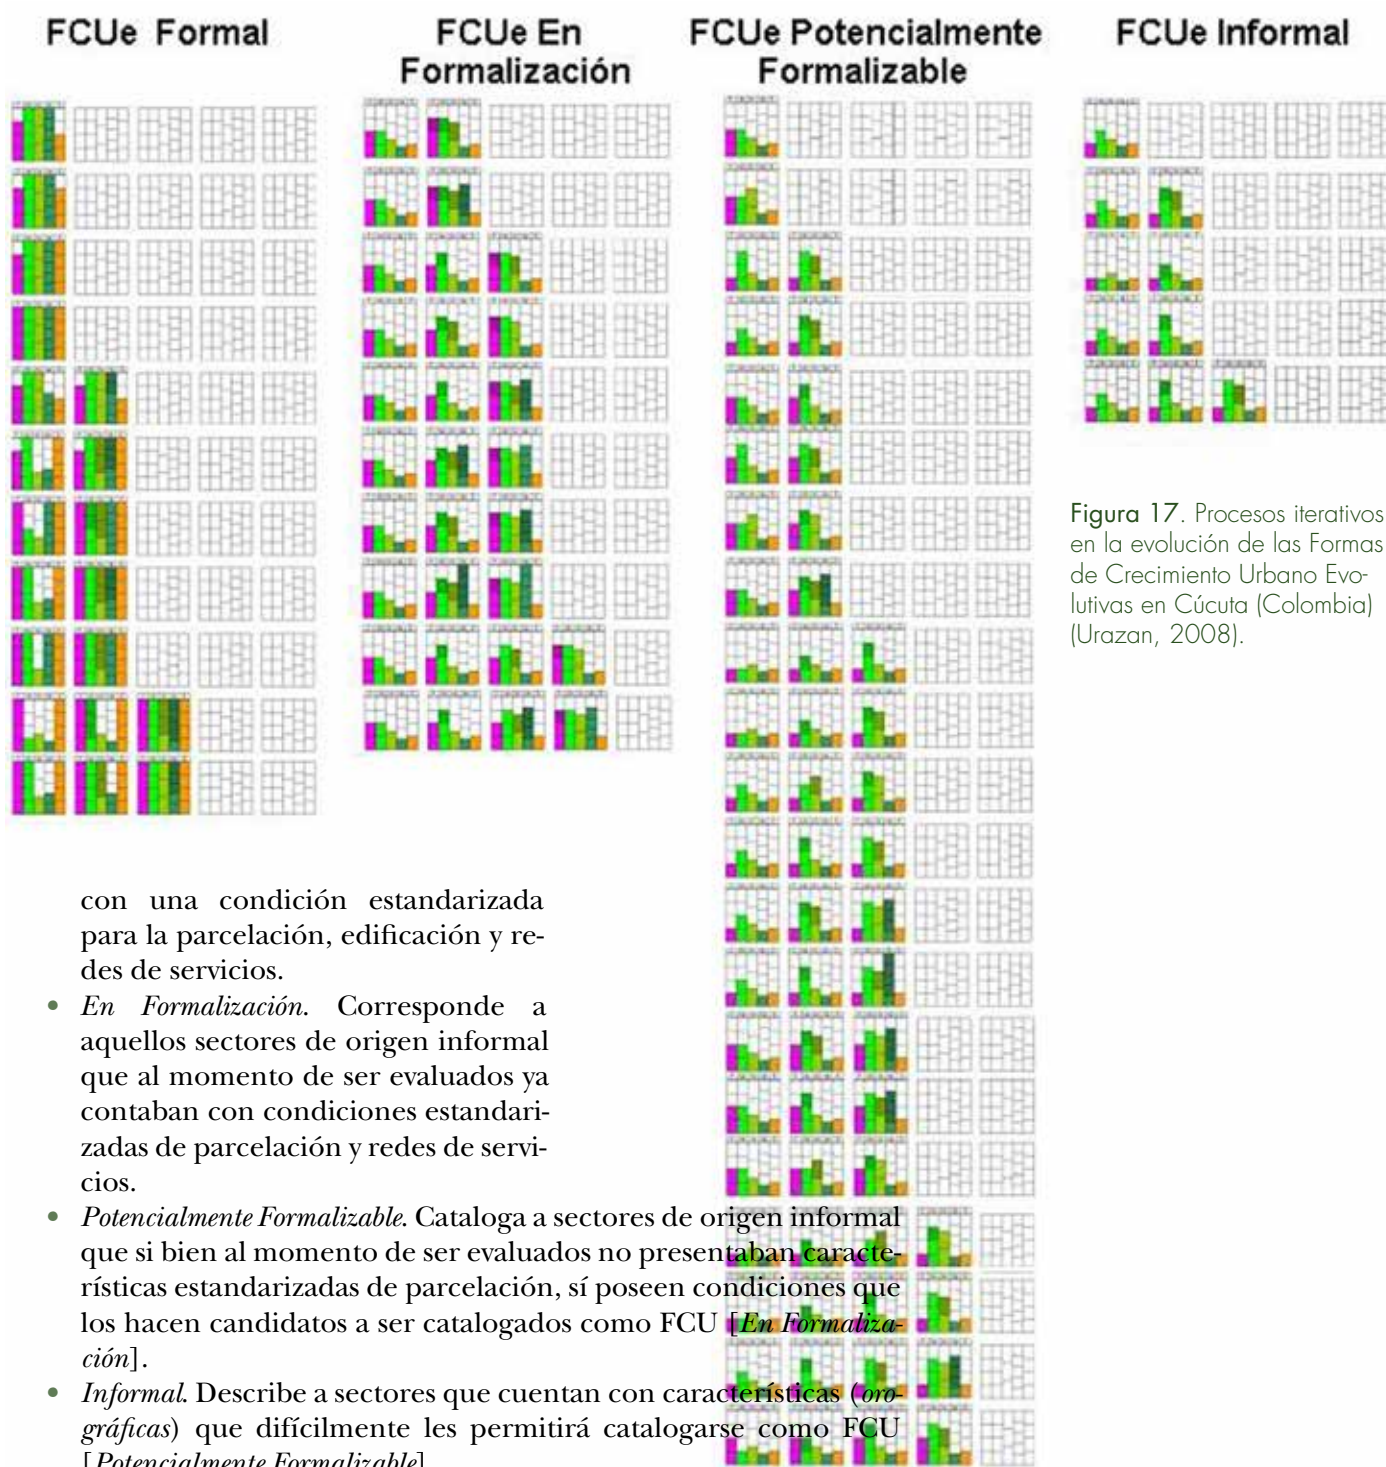 FCUe Formal
FCUe En
Formalización
FCUe Potencialmente
Formalizable
FCUe Informal
Figura 17. Procesos iterativos
en la evolución de las Formas
de Crecimiento Urbano Evo-
lutivas en Cúcuta (Colombia)
(Urazan, 2008).
con una condición estandarizada
para la parcelación, edificación y re-
des de servicios.
• En Formalización. Corresponde a
aquellos sectores de origen informal
que al momento de ser evaluados ya
contaban con condiciones estandari-
zadas de parcelación y redes de servi-
cios.
• Potencialmente Formalizable. Cataloga a sectores de origen informal
que si bien al momento de ser evaluados no presentaban caracte-
rísticas estandarizadas de parcelación, sí poseen condiciones que
los hacen candidatos a ser catalogados como FCU [En Formaliza-
ción].
• Informal. Describe a sectores que cuentan con características (oro-
gráficas) que difícilmente les permitirá catalogarse como FCU
[Potencialmente Formalizable]